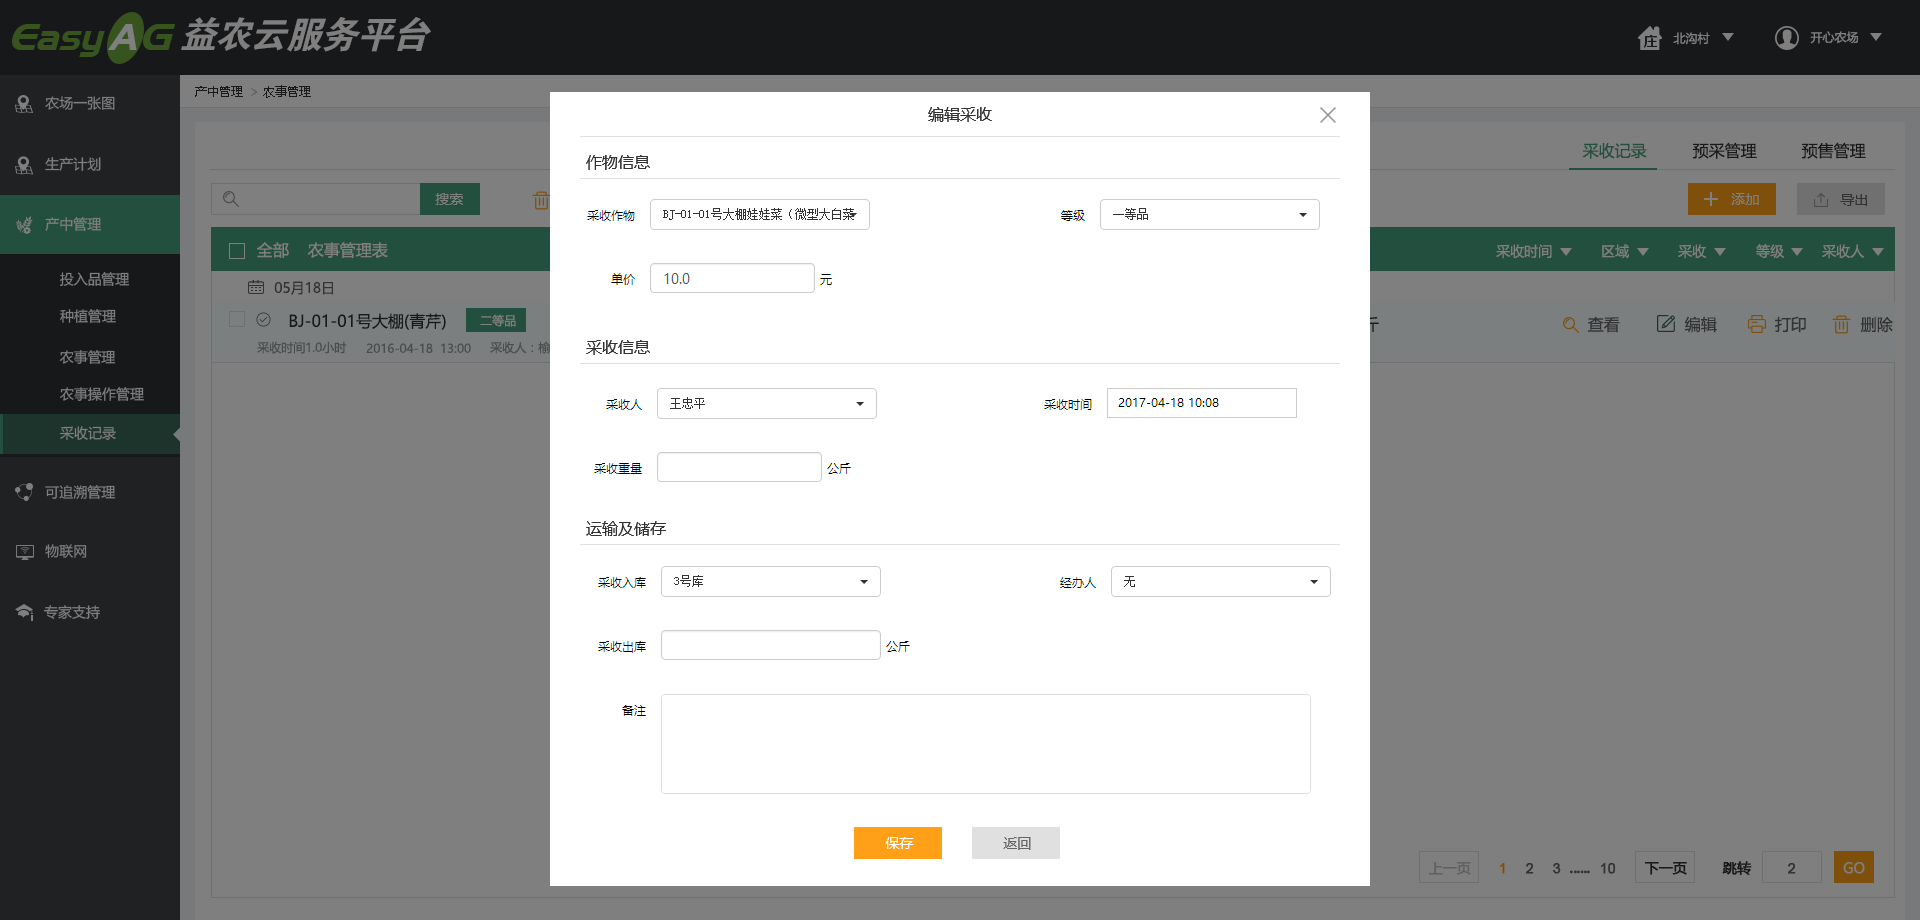 EasyAG 益农云服务平台
北沟村
开心农场
农场一张图
生产计划
产中管理
投入品管理
种植管理
农事管理
农事操作管理
采收记录
可追溯管理
物联网
专家支持
产中管理 > 农事管理
采收记录 预采管理 预售管理
搜索
添加
导出
全部 农事管理表
采收时间 区域 采收 等级 采收人
05月18日
BJ-01-01号大棚(青芹) 二等品
斤
查看 编辑 打印 删除
采收时间1.0小时 2016-04-18 13:00 采收人：榆
编辑采收
作物信息
采收作物 BJ-01-01号大棚娃娃菜（微型大白菜
等级 一等品
单价 10.0 元
采收信息
采收人 王忠平
采收时间 2017-04-18 10:08
采收重量 公斤
运输及储存
采收入库 3号库
经办人 无
采收出库 公斤
备注
保存 返回
上一页 1 2 3 ...... 10 下一页 跳转 2 GO